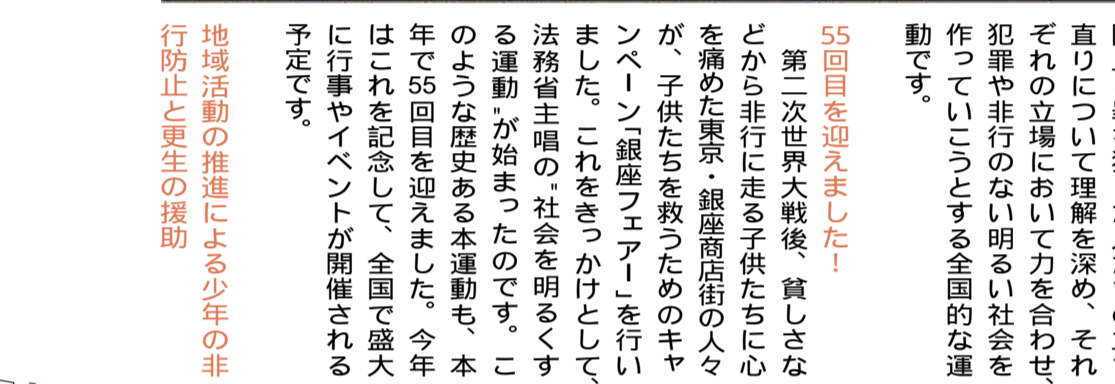 直りについて理解を深め、それ
ぞれの立場において力を合わせ、
犯罪や非行のない明るい社会を
作っていこうとする全国的な運
動です。
55回目を迎えました！
第二次世界大戦後、貧しさな
どから非行に走る子供たちに心
を痛めた東京・銀座商店街の人々
が、子供たちを救うためのキャ
ンペーン「銀座フェアー」を行い
ました。これをきっかけとして、
法務省主唱の"社会を明るくす
る運動"が始まったのです。こ
のような歴史ある本運動も、本
年で55回目を迎えました。今年
はこれを記念して、全国で盛大
に行事やイベントが開催される
予定です。
地域活動の推進による少年の非
行防止と更生の援助